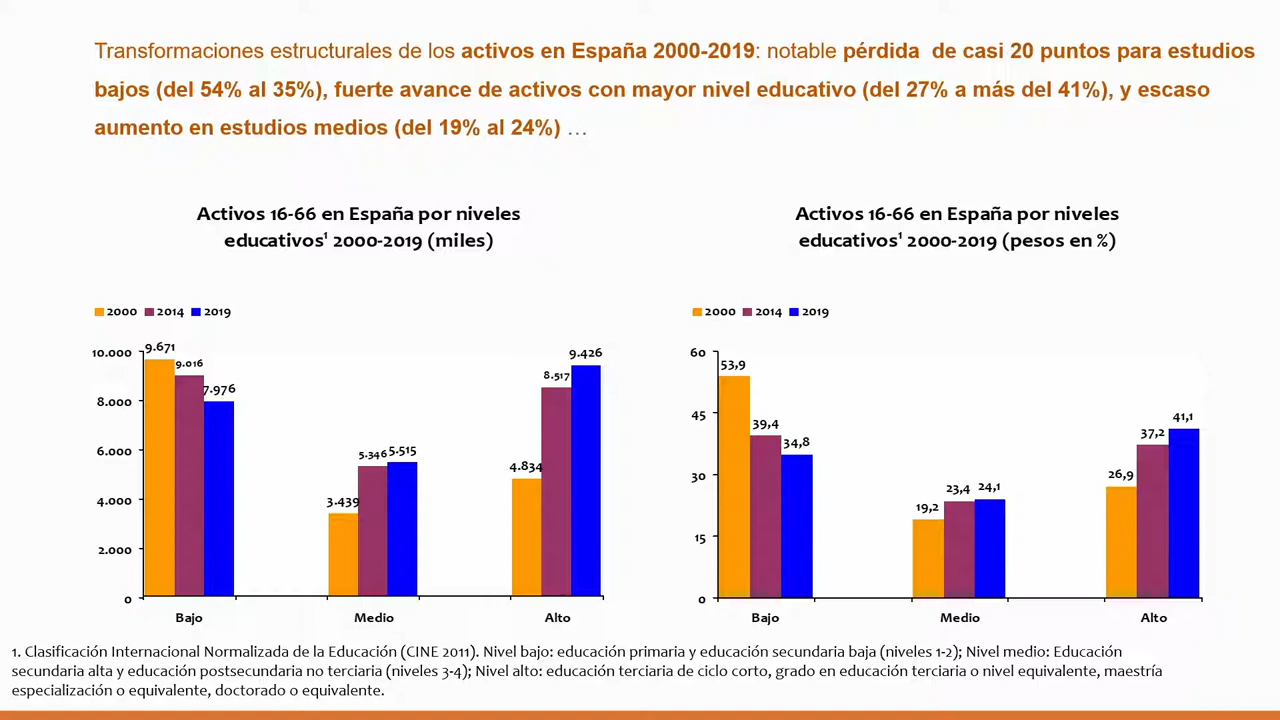 Transformaciones estructurales de los activos en España 2000-2019: notable pérdida de casi 20 puntos para estudios
bajos (del 54% al 35%), fuerte avance de activos con mayor nivel educativo (del 27% a más del 41%), y escaso
aumento en estudios medios (del 19% al 24%) …
Activos 16-66 en España por niveles
educativos¹ 2000-2019 (miles)
2000 2014 2019
10.000
8.000
6.000
4.000
2.000
0
9.671
9.016
7.976
3.439
5.346
5.515
4.834
8.517
9.426
Bajo Medio Alto
Activos 16-66 en España por niveles
educativos¹ 2000-2019 (pesos en %)
2000 2014 2019
60
45
30
15
0
53,9
39,4
34,8
19,2
23,4
24,1
26,9
37,2
41,1
Bajo Medio Alto
1. Clasificación Internacional Normalizada de la Educación (CINE 2011). Nivel bajo: educación primaria y educación secundaria baja (niveles 1-2); Nivel medio: Educación
secundaria alta y educación postsecundaria no terciaria (niveles 3-4); Nivel alto: educación terciaria de ciclo corto, grado en educación terciaria o nivel equivalente, maestría
especialización o equivalente, doctorado o equivalente.